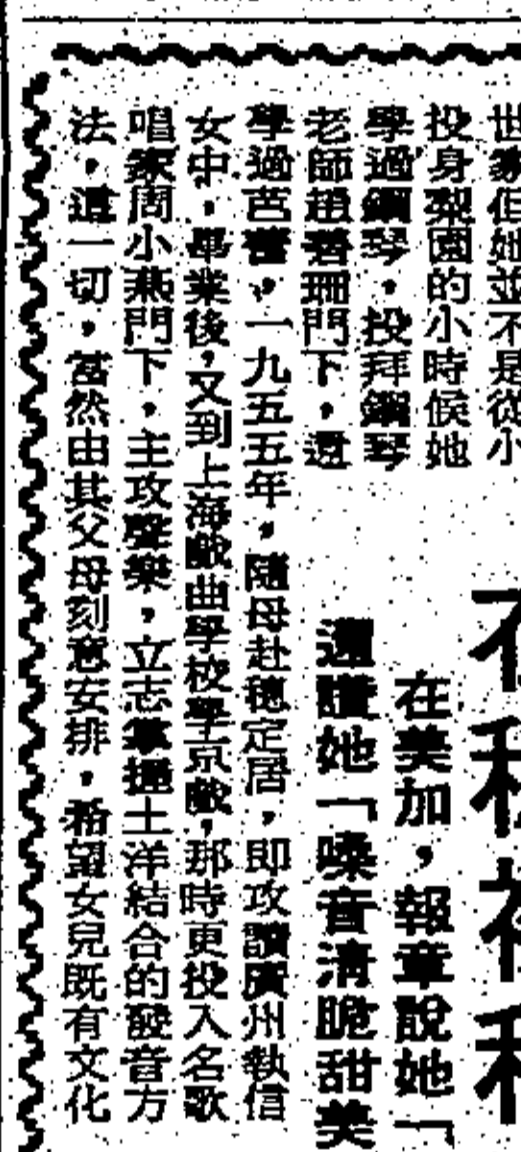 世家但她並不是從小
投身梨園的小時候她
學過鋼琴,投拜鋼琴
老師趙碧珊門下,還
學過芭蕾,一九五五年,隨母赴穗定居,即攻讀廣州執信
女中,畢業後,又到上海戲曲學校學京戲,那時更投入名歌
唱家周小燕門下,主攻聲樂,立志掌握土洋結合的發音方
法,這一切,當然由其父母刻意安排,希望女兒既有文化
在美加,報章說她「
還讚她「嗓音清脆甜美